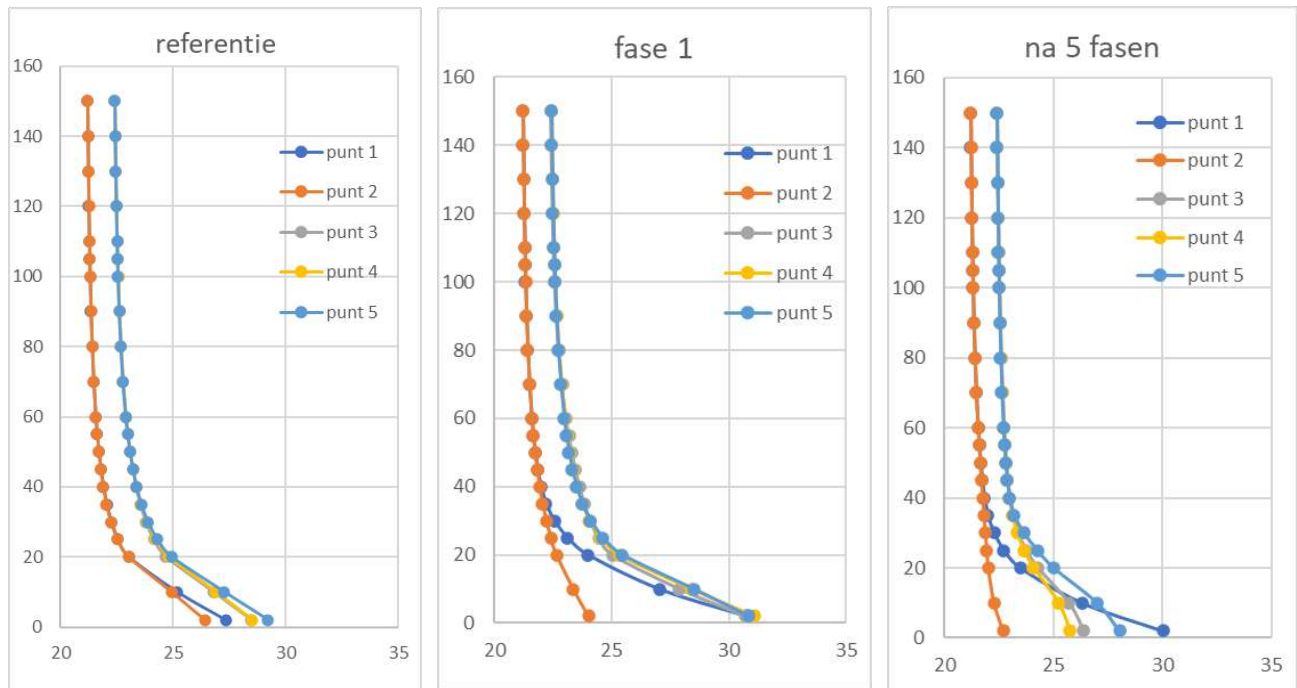 referentie
160
140
120
100
80
60
40
20
0
20 25 30 35
punt 1
punt 2
punt 3
punt 4
punt 5
fase 1
160
140
120
100
80
60
40
20
0
20 25 30 35
punt 1
punt 2
punt 3
punt 4
punt 5
na 5 fasen
160
140
120
100
80
60
40
20
0
20 25 30 35
punt 1
punt 2
punt 3
punt 4
punt 5